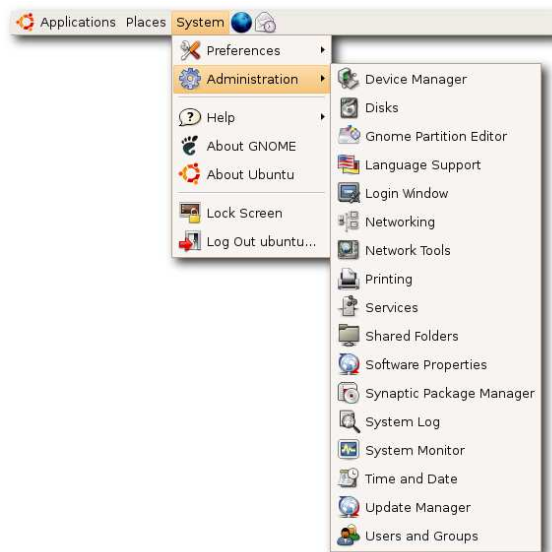 Applications Places System
Preferences
Administration
Help
About GNOME
About Ubuntu
Lock Screen
Log Out ubuntu...
Device Manager
Disks
Gnome Partition Editor
Language Support
Login Window
Networking
Network Tools
Printing
Services
Shared Folders
Software Properties
Synaptic Package Manager
System Log
System Monitor
Time and Date
Update Manager
Users and Groups